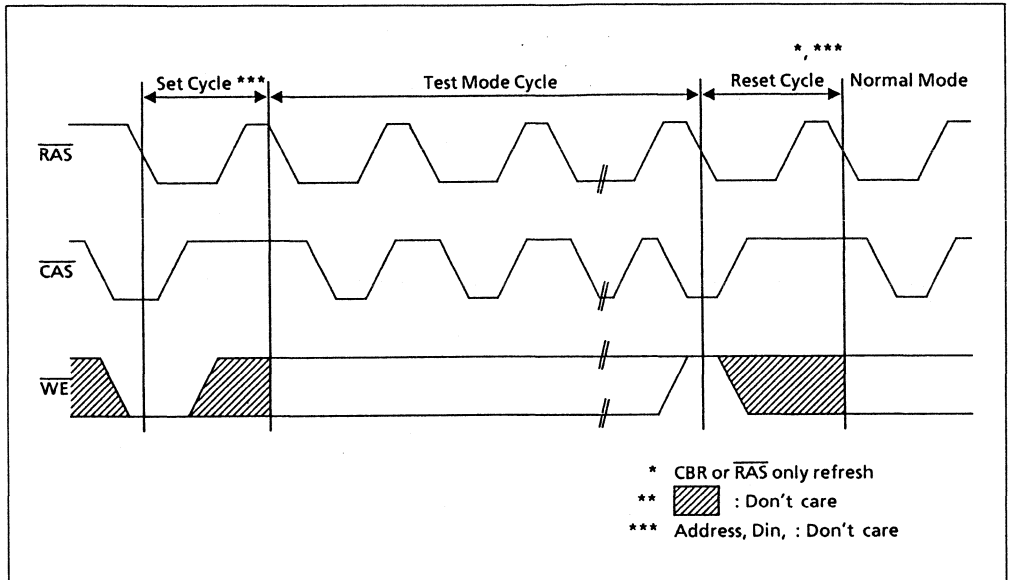 *, ***
Set Cycle ***
Test Mode Cycle
Reset Cycle
Normal Mode
RAS
CAS
WE
* CBR or RAS only refresh
** : Don't care
*** Address, Din, : Don't care